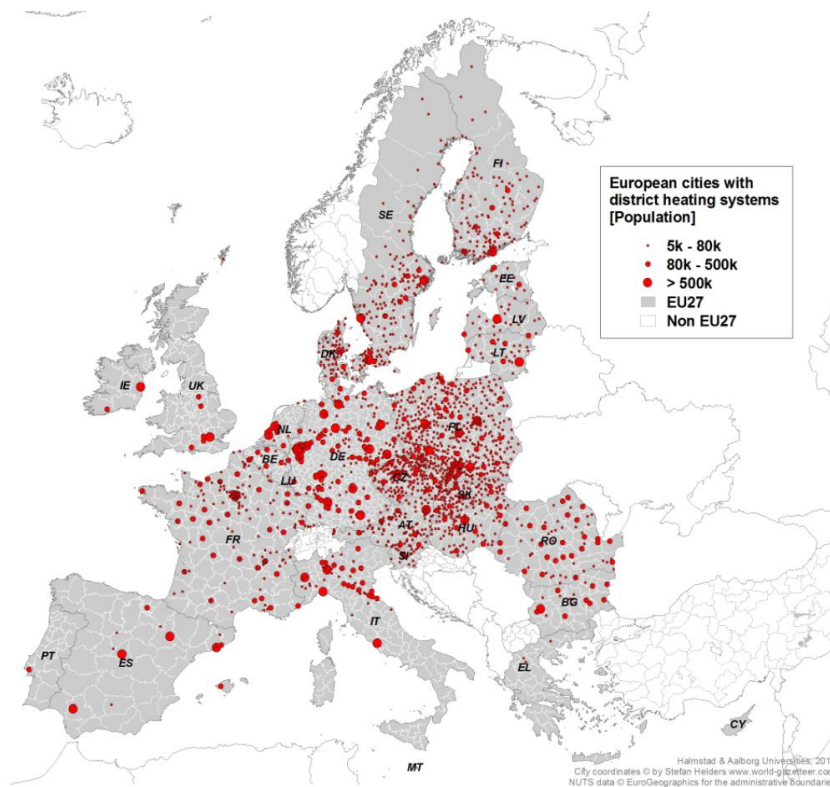 FI
SE
European cities with
district heating systems
[Population]
5k - 80k
80k - 500k
> 500k
EU27
Non EU27
EE
LV
LT
DK
IE
UK
NL
PL
BE
DE
LU
CZ
SK
FR
AT
HU
SI
RO
BG
IT
PT
ES
EL
CY
MT
Halmstad & Aalborg Universities, 201
City coordinates © by Stefan Helders www.world-gazetteer.com
NUTS data © EuroGeographics for the administrative boundarie